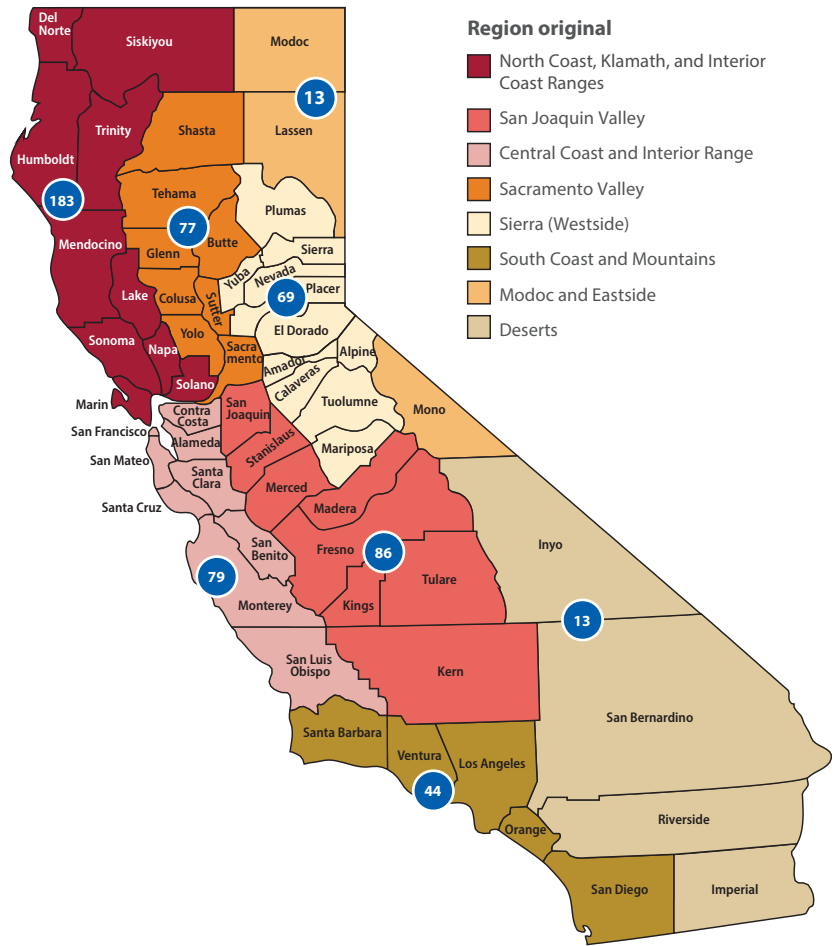 Del
Norte
Siskiyou
Modoc
13
Trinity
Shasta
Lassen
Humboldt
183
Tehama
Plumas
77
Butte
Mendocino
Glenn
Sierra
Yuba
Nevada
Placer
69
Lake
Colusa
Sutter
El Dorado
Sonoma
Yolo
Napa
Sacra
mento
Alpine
Amador
Solano
Calaveras
Marin
Contra
Costa
San
Joaquin
Tuolumne
Mono
San Francisco
Alameda
Stanislaus
Mariposa
San Mateo
Santa
Clara
Merced
Santa Cruz
Madera
San
Benito
Fresno
86
Inyo
79
Tulare
Monterey
Kings
13
San Luis
Obispo
Kern
San Bernardino
Santa Barbara
Ventura
Los Angeles
44
Orange
Riverside
San Diego
Imperial
Region original
North Coast, Klamath, and Interior
Coast Ranges
San Joaquin Valley
Central Coast and Interior Range
Sacramento Valley
Sierra (Westside)
South Coast and Mountains
Modoc and Eastside
Deserts